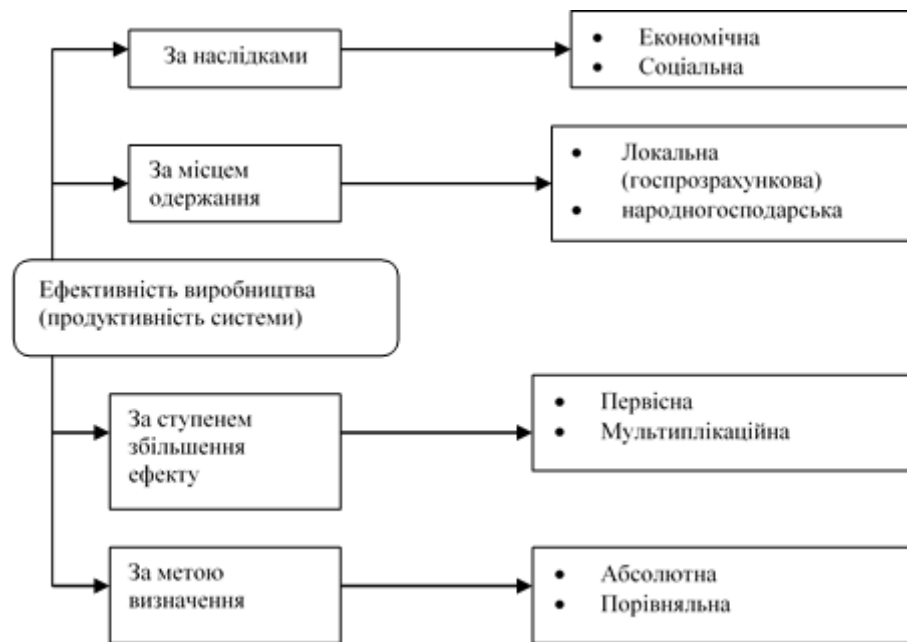 За наслідками
• Економічна
• Соціальна
За місцем
одержання
• Локальна
(госпрозрахункова)
• народногосподарська
Ефективність виробництва
(продуктивність системи)
За ступенем
збільшення
ефекту
• Первісна
• Мультиплікаційна
За метою
визначення
• Абсолютна
• Порівняльна